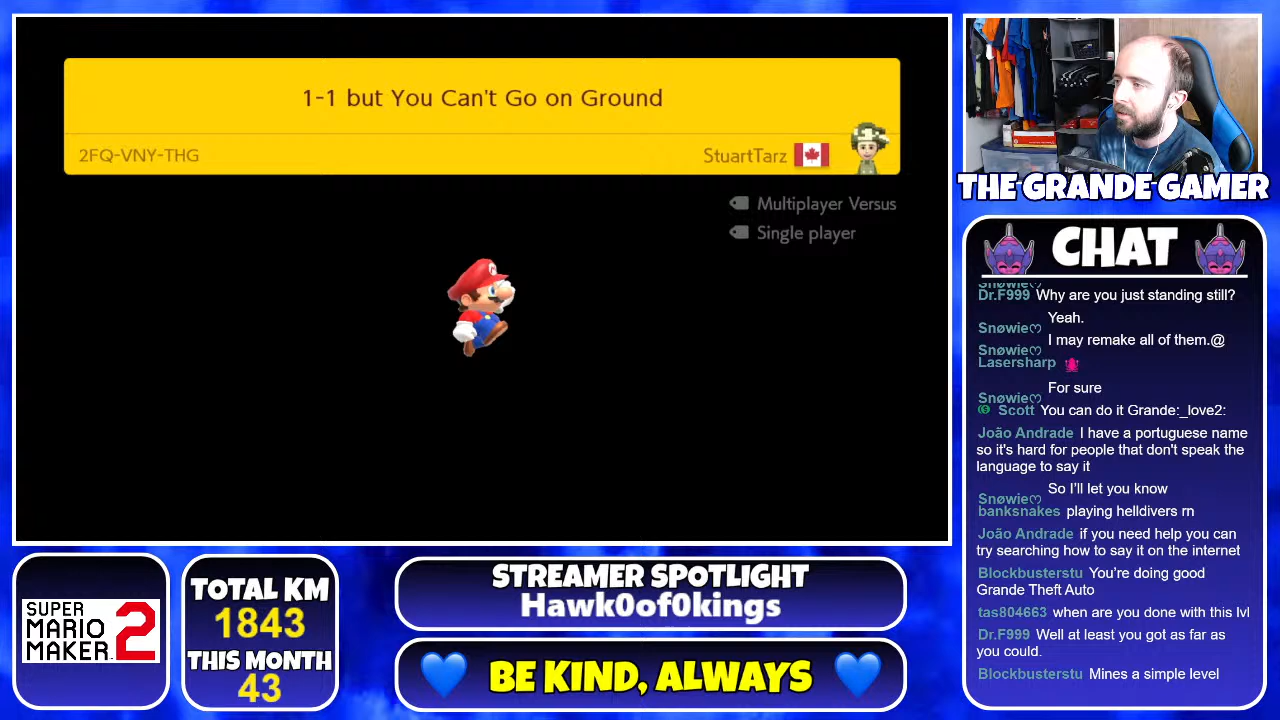 1-1 but You Can't Go on Ground
2FQ-VNY-THG
StuartTarz
Multiplayer Versus
Single player
THE GRANDE GAMER
CHAT
Snøwie♡
Dr.F999 Why are you just standing still?
Yeah.
Snøwie♡
I may remake all of them.@
Snøwie♡
Lasersharp
For sure
Snøwie♡
Scott You can do it Grande:_love2:
João Andrade I have a portuguese name
so it's hard for people that don't speak the
language to say it
So I'll let you know
Snøwie♡
banksnakes playing helldivers rn
João Andrade if you need help you can
try searching how to say it on the internet
Blockbusterstu You're doing good
Grande Theft Auto
tas804663 when are you done with this lvl
Dr.F999 Well at least you got as far as
you could.
Blockbusterstu Mines a simple level
SUPER
MARIO
MAKER 2
TOTAL KM
1843
THIS MONTH
43
STREAMER SPOTLIGHT
Hawk0of0kings
BE KIND, ALWAYS